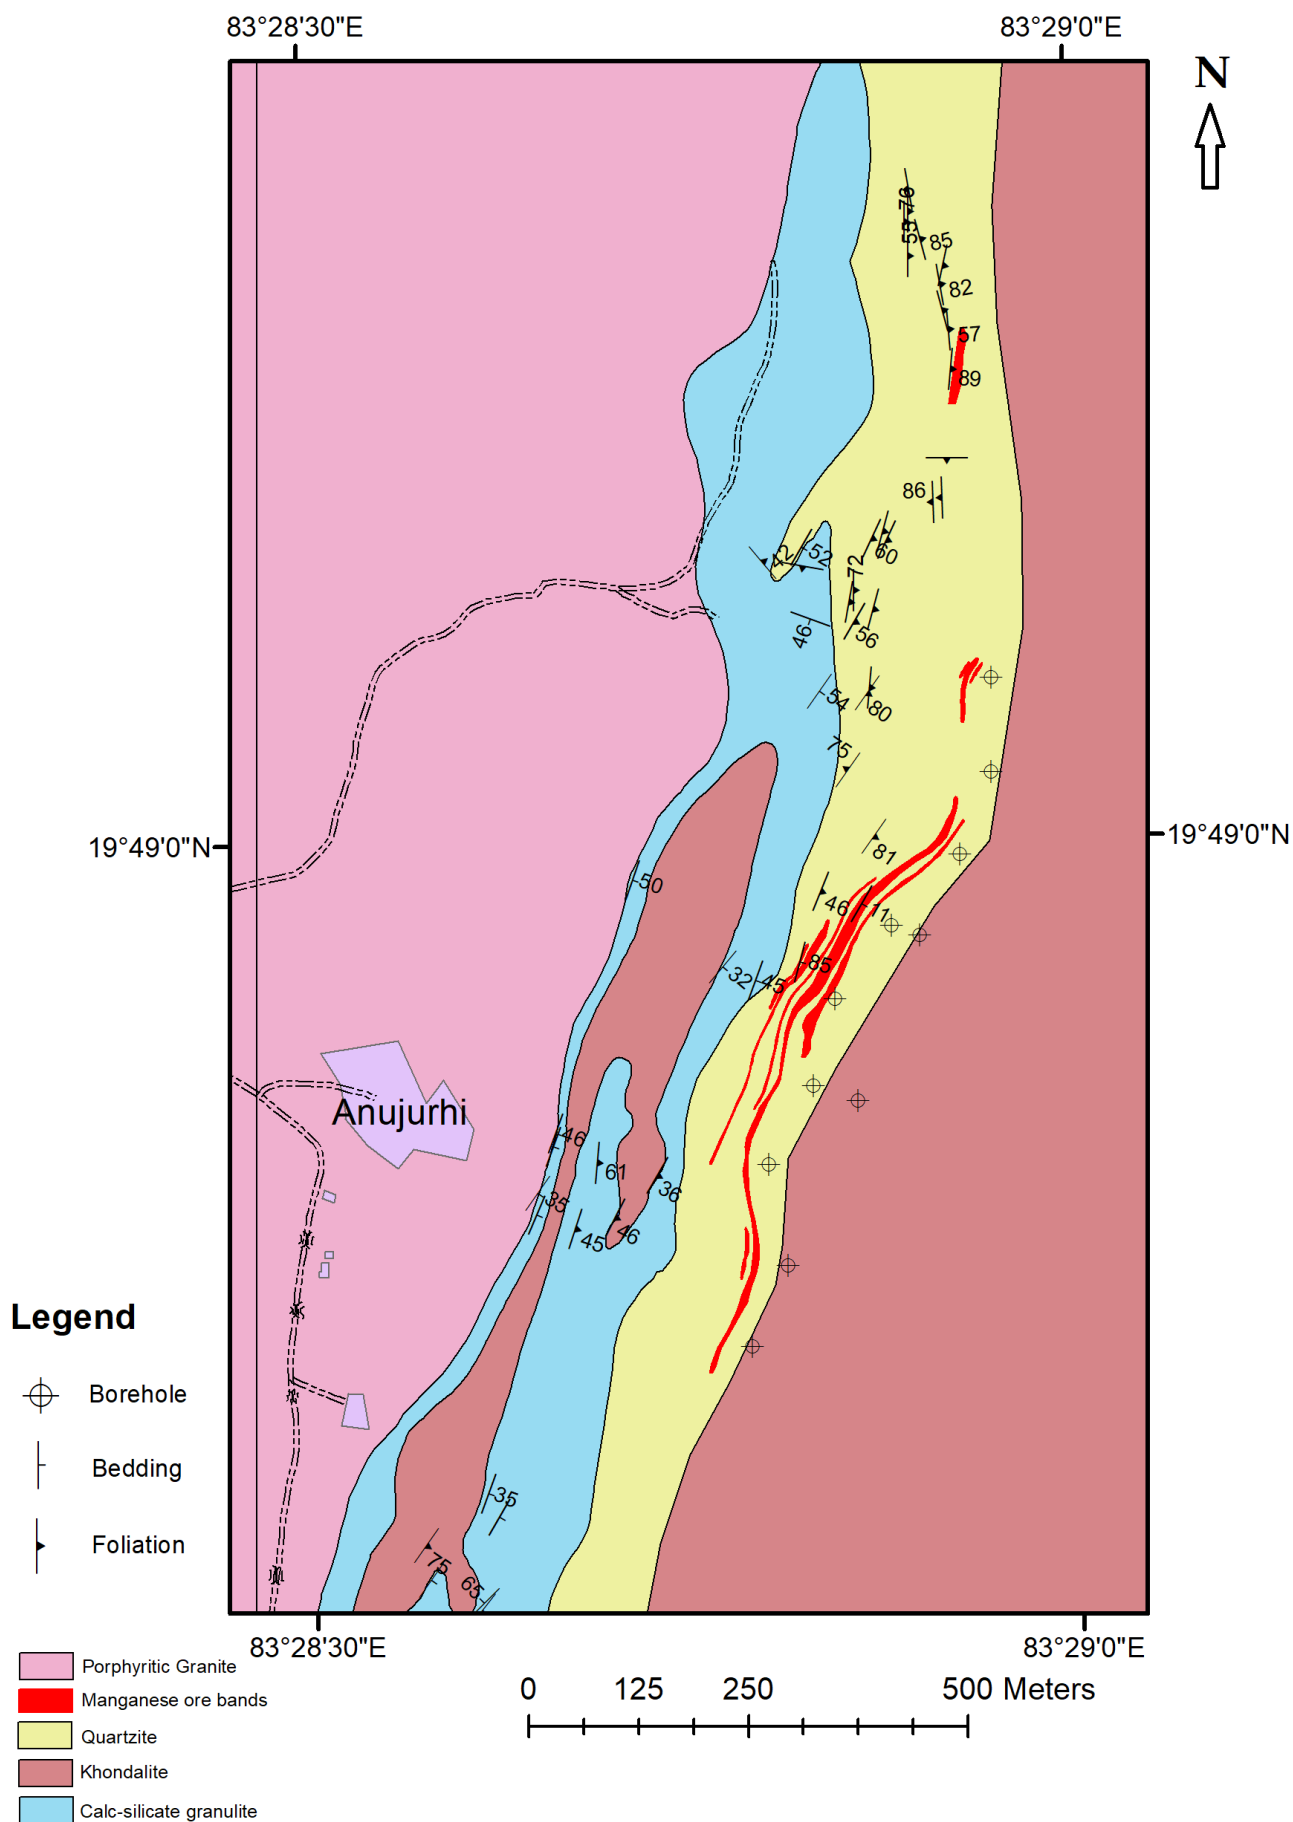 83°28'30"E 83°29'0"E
N
76
55
85
82
57
89
86
42 52 60
72
46 56
54 80
75
19°49'0"N 19°49'0"N
81
50
46 11
85
32 45
Anujurhi
46
61
36
35
45 46
Legend
Borehole
Bedding
Foliation
35
75 65
83°28'30"E 83°29'0"E
Porphyritic Granite
Manganese ore bands
Quartzite
Khondalite
Calc-silicate granulite
0 125 250 500 Meters